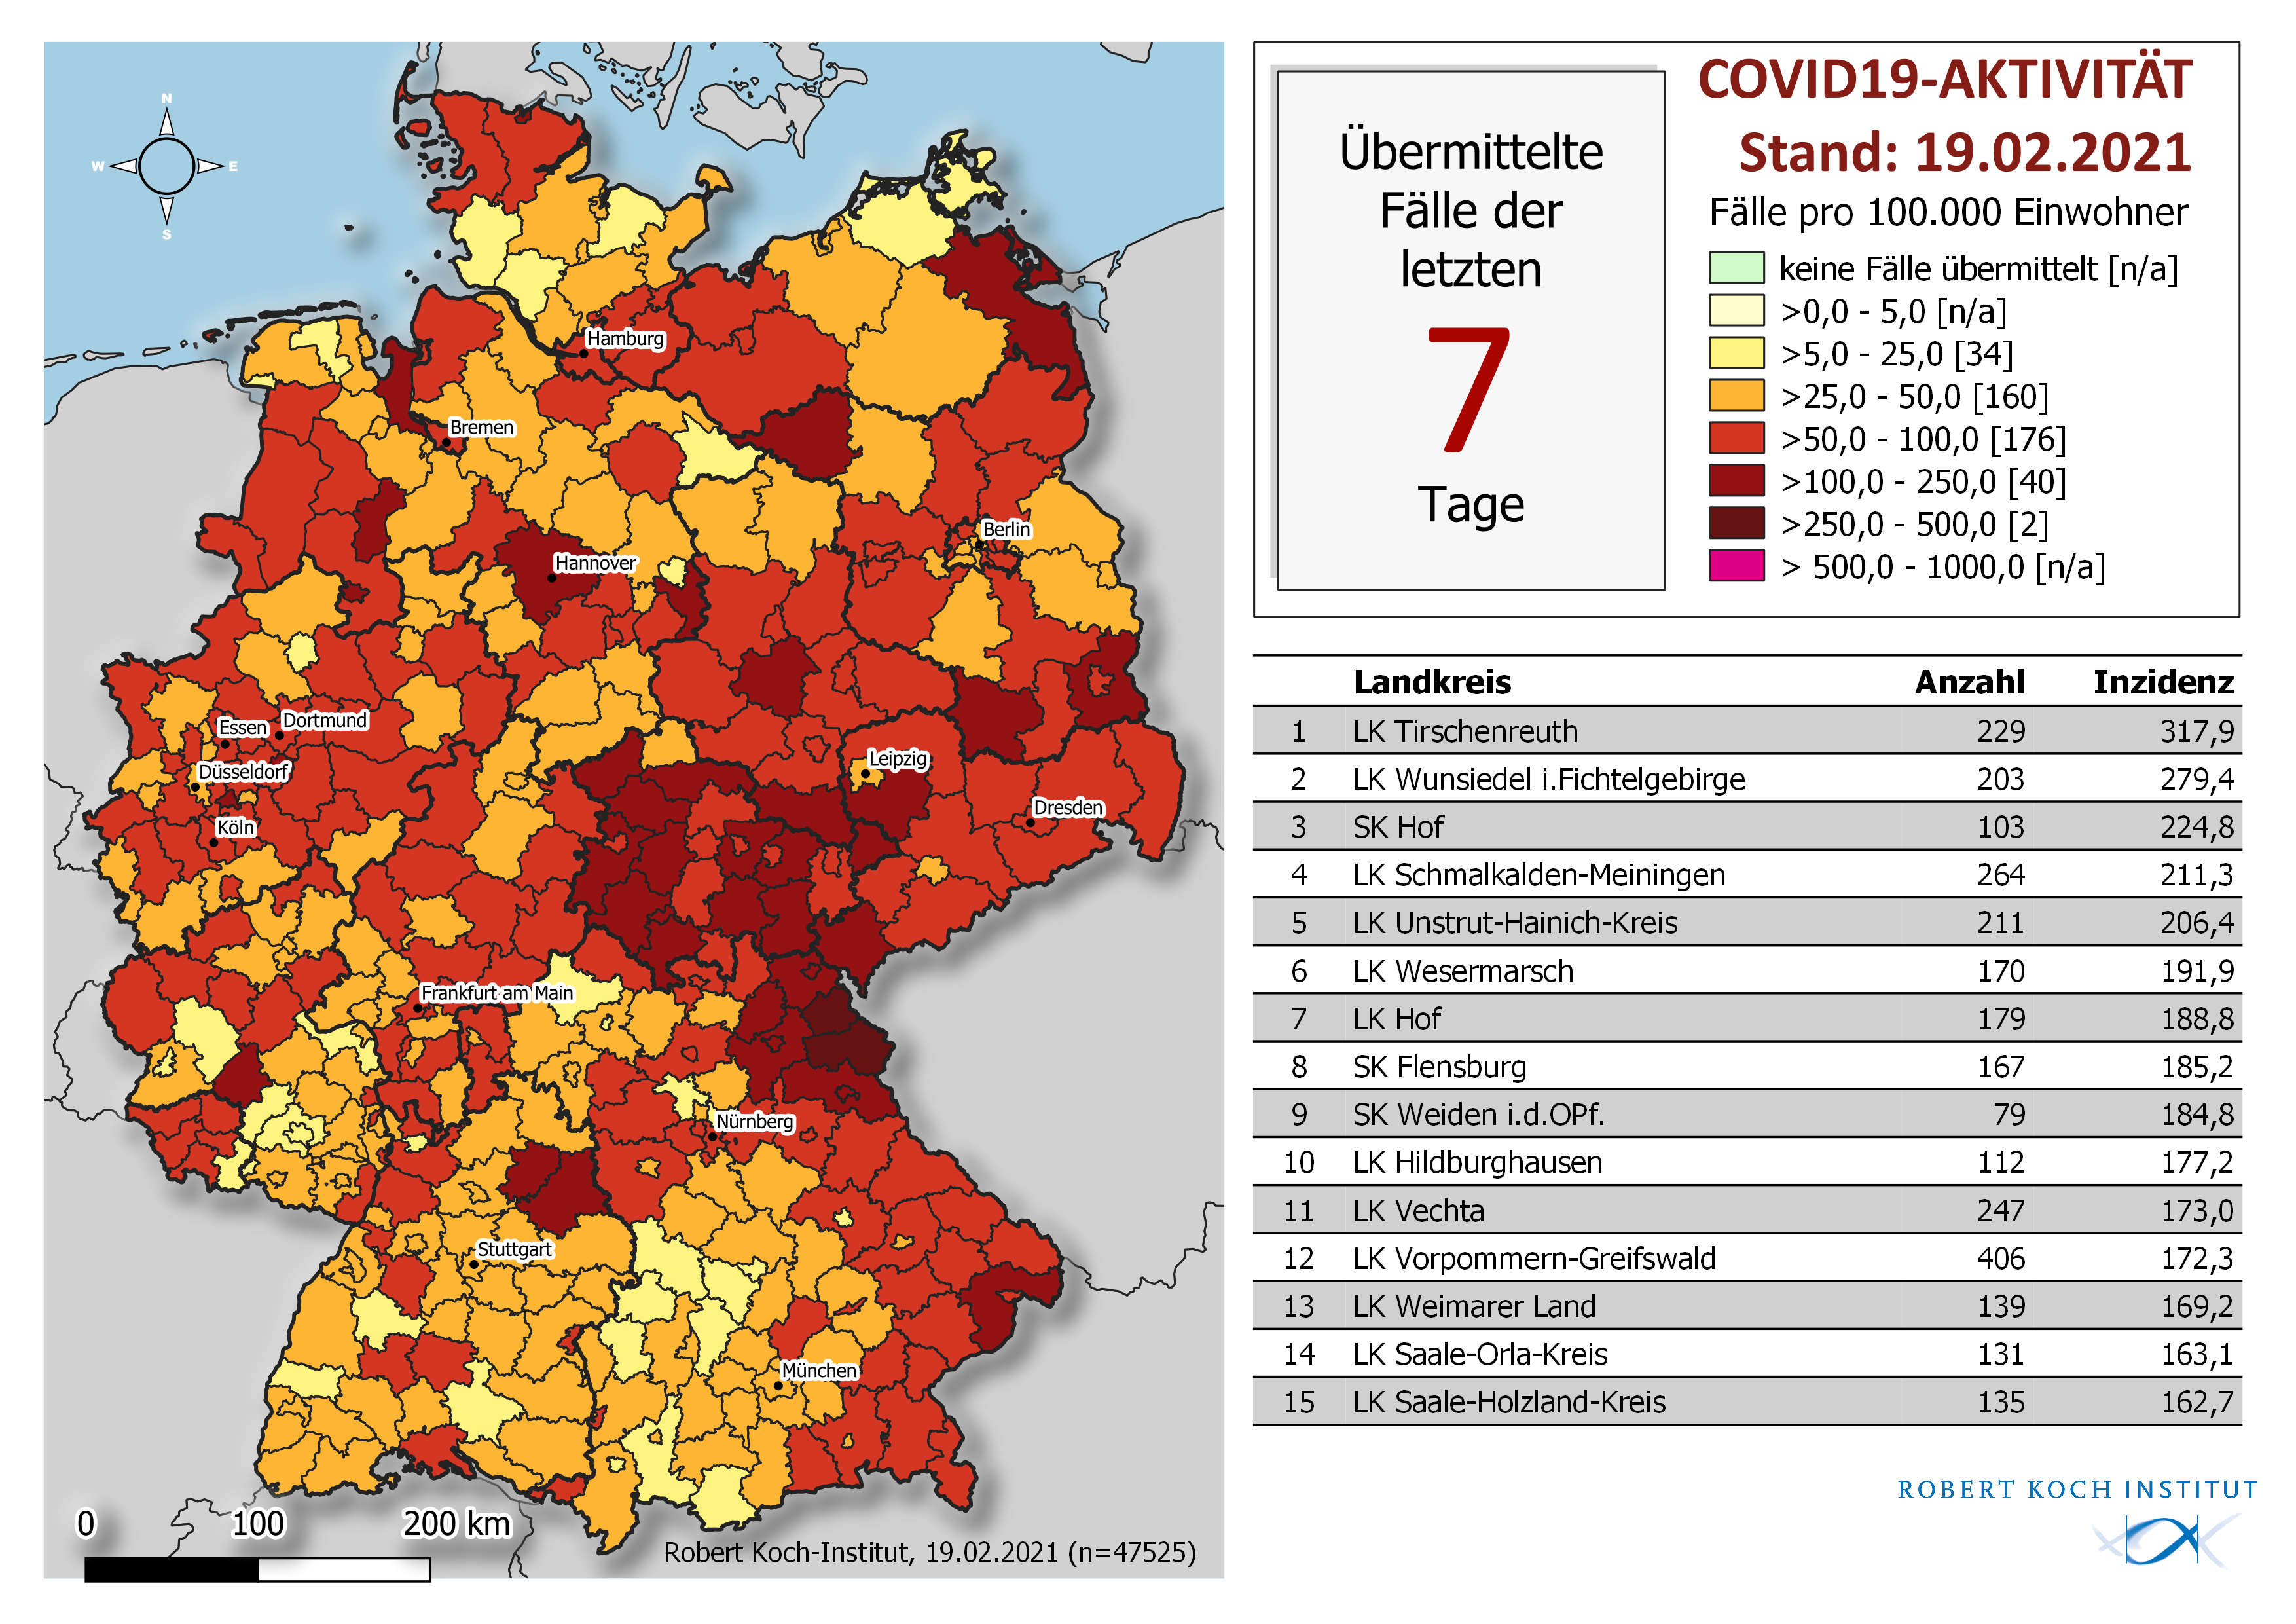 N
W E
S
Hamburg
Bremen
Berlin
Hannover
Essen
Dortmund
Düsseldorf
Leipzig
Köln
Dresden
Frankfurt am Main
Nürnberg
Stuttgart
München
0 100 200 km
Robert Koch-Institut, 19.02.2021 (n=47525)
Übermittelte
Fälle der
letzten
7
Tage
COVID19-AKTIVITÄT
Stand: 19.02.2021
Fälle pro 100.000 Einwohner
keine Fälle übermittelt [n/a]
>0,0 - 5,0 [n/a]
>5,0 - 25,0 [34]
>25,0 - 50,0 [160]
>50,0 - 100,0 [176]
>100,0 - 250,0 [40]
>250,0 - 500,0 [2]
> 500,0 - 1000,0 [n/a]
Landkreis Anzahl Inzidenz
1 LK Tirschenreuth 229 317,9
2 LK Wunsiedel i.Fichtelgebirge 203 279,4
3 SK Hof 103 224,8
4 LK Schmalkalden-Meiningen 264 211,3
5 LK Unstrut-Hainich-Kreis 211 206,4
6 LK Wesermarsch 170 191,9
7 LK Hof 179 188,8
8 SK Flensburg 167 185,2
9 SK Weiden i.d.OPf. 79 184,8
10 LK Hildburghausen 112 177,2
11 LK Vechta 247 173,0
12 LK Vorpommern-Greifswald 406 172,3
13 LK Weimarer Land 139 169,2
14 LK Saale-Orla-Kreis 131 163,1
15 LK Saale-Holzland-Kreis 135 162,7
ROBERT KOCH INSTITUT